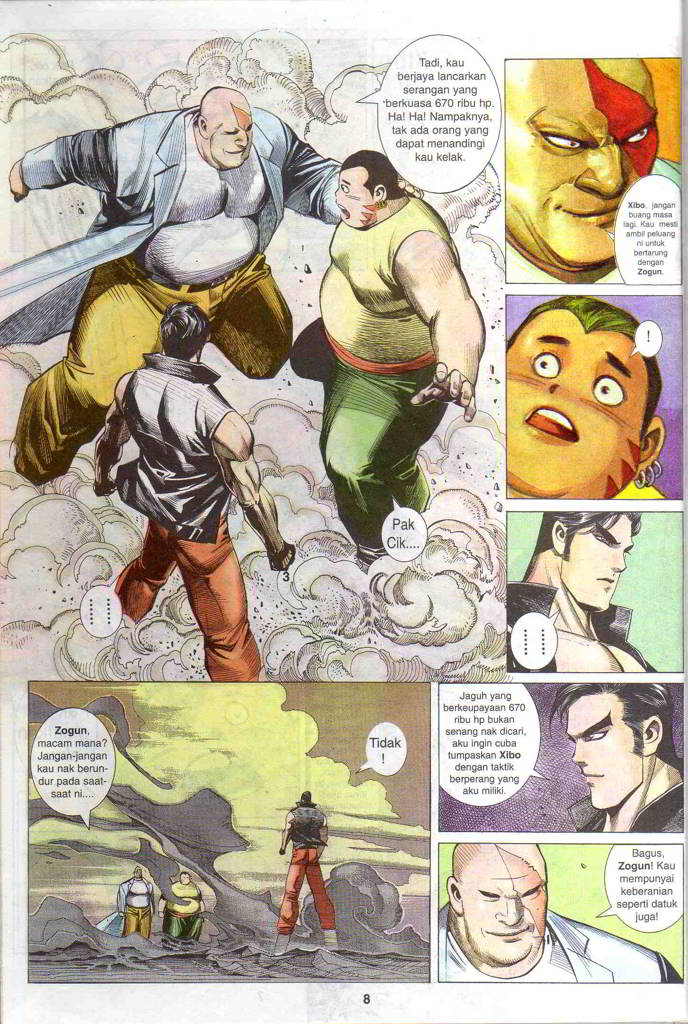 Tadi, kau
berjaya lancarkan
serangan yang
berkuasa 670 ribu hp.
Ha! Ha! Nampaknya,
tak ada orang yang
dapat menandingi
kau kelak.
Xibo, jangan
buang masa
lagi. Kau mesti
ambil peluang
ni untuk
bertarung
dengan
Zogun.
!
Pak
Cik....
3
Zogun,
macam mana?
Jangan-jangan
kau nak berun-
dur pada saat-
saat ni....
Tidak
!
Jaguh yang
berkeupayaan 670
ribu hp bukan
senang nak dicari,
aku ingin cuba
tumpaskan Xibo
dengan taktik
berperang yang
aku miliki.
Bagus,
Zogun! Kau
mempunyai
keberanian
seperti datuk
juga!
8